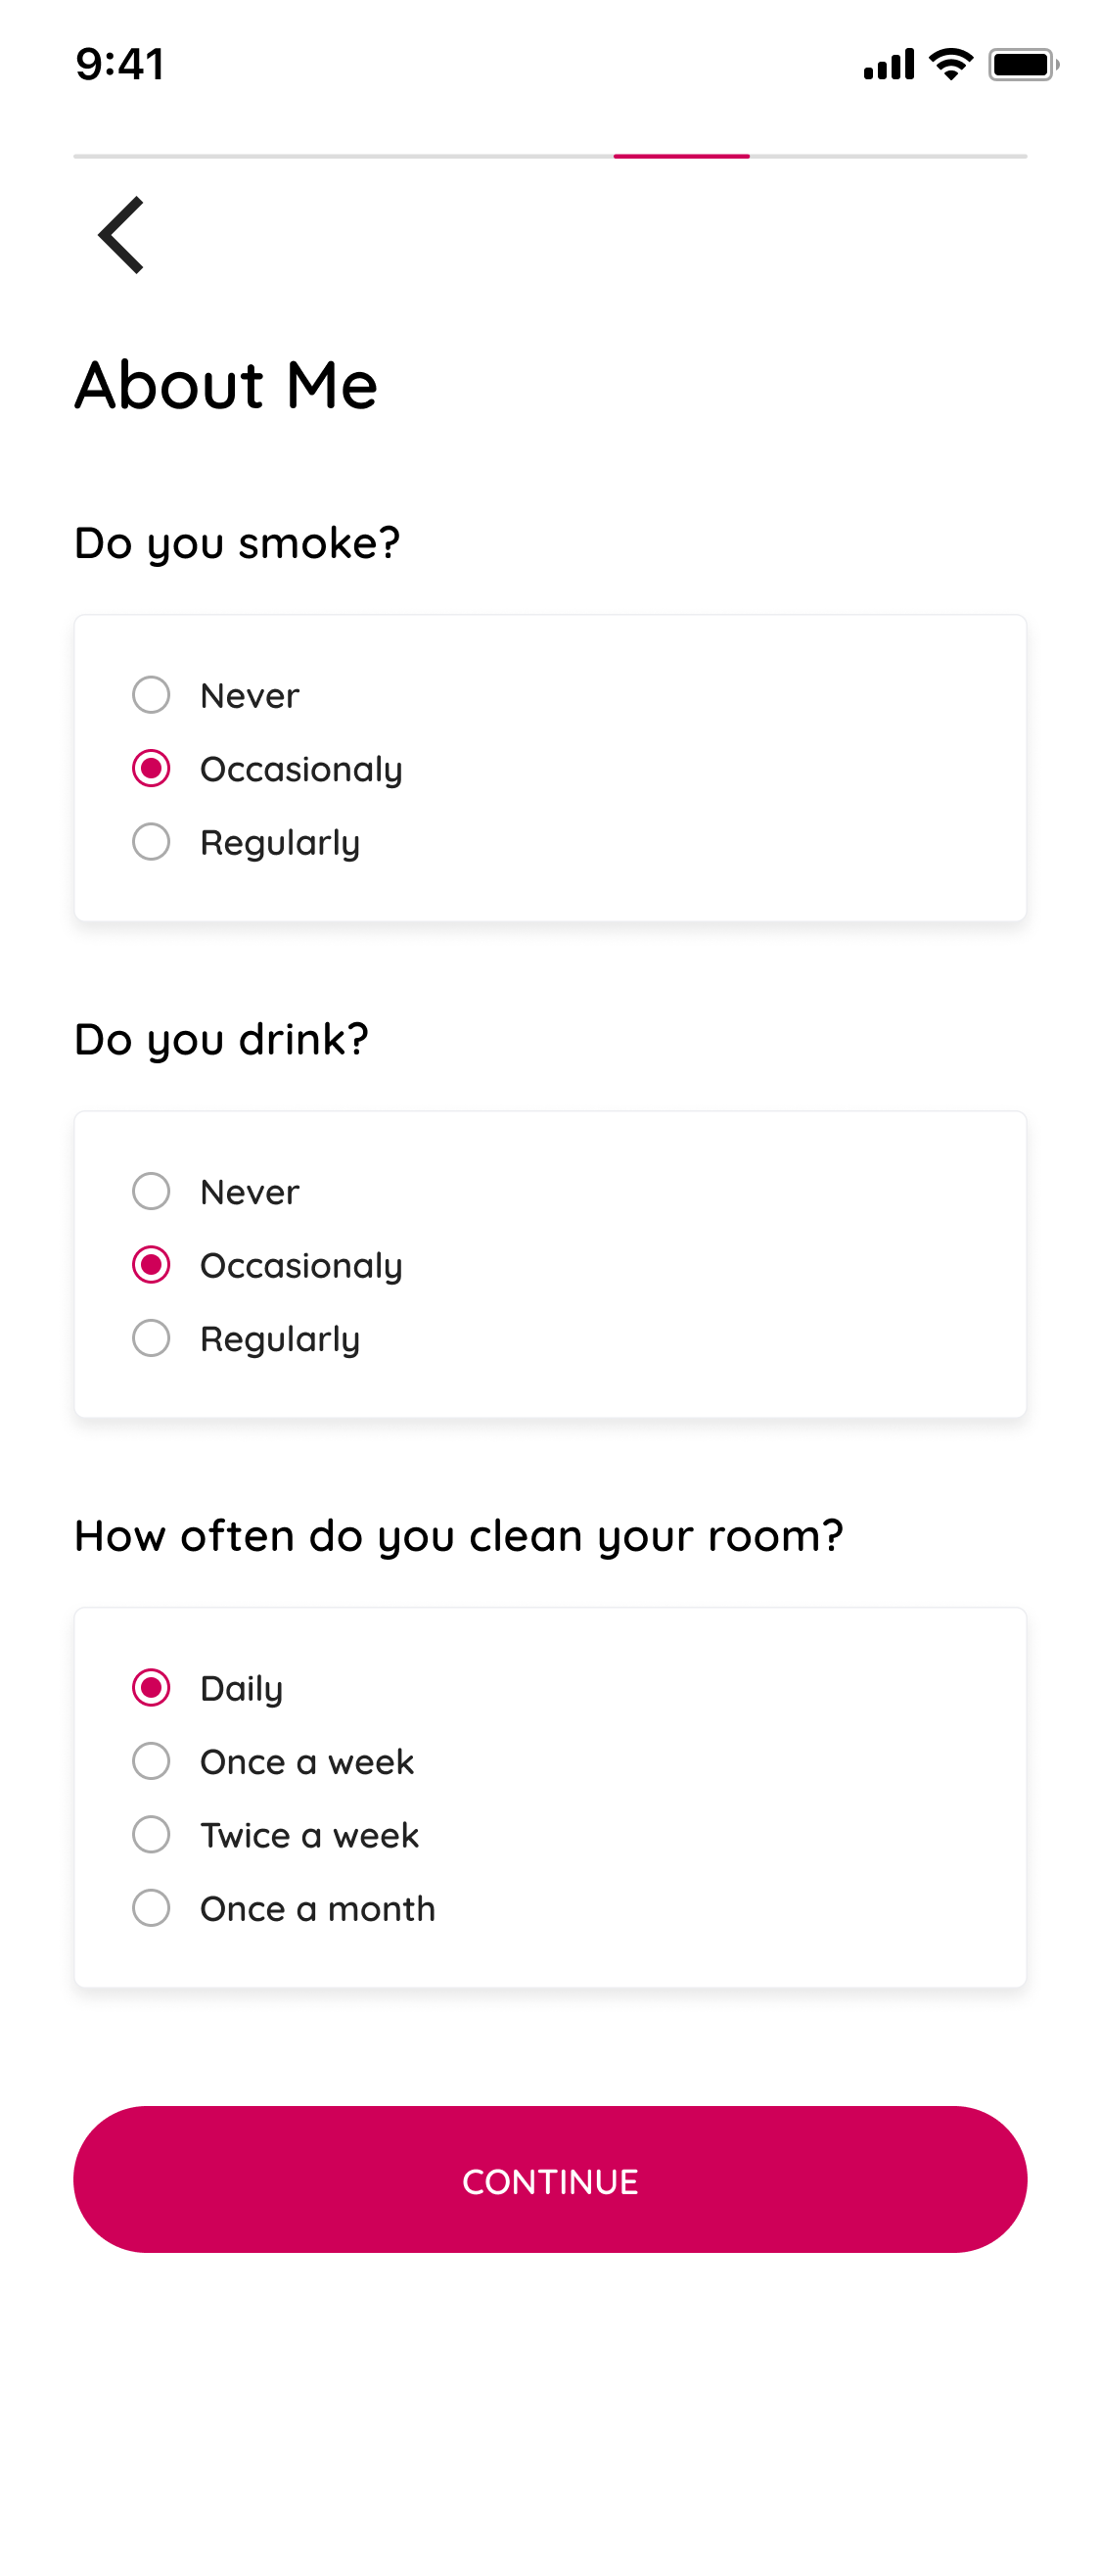 9:41
About Me
Do you smoke?
Never
Occasionaly
Regularly
Do you drink?
Never
Occasionaly
Regularly
How often do you clean your room?
Daily
Once a week
Twice a week
Once a month
CONTINUE